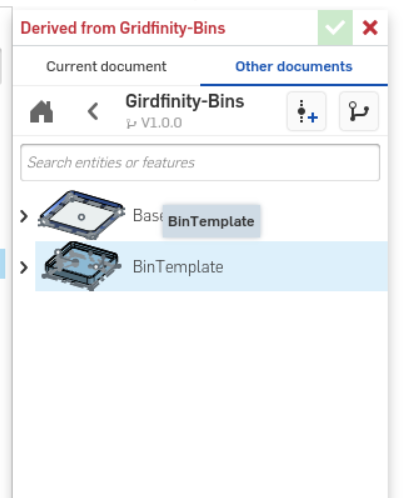 Derived from Gridfinity-Bins
Current document
Other documents
Girdfinity-Bins
V1.0.0
Search entities or features
BinTemplate
BinTemplate